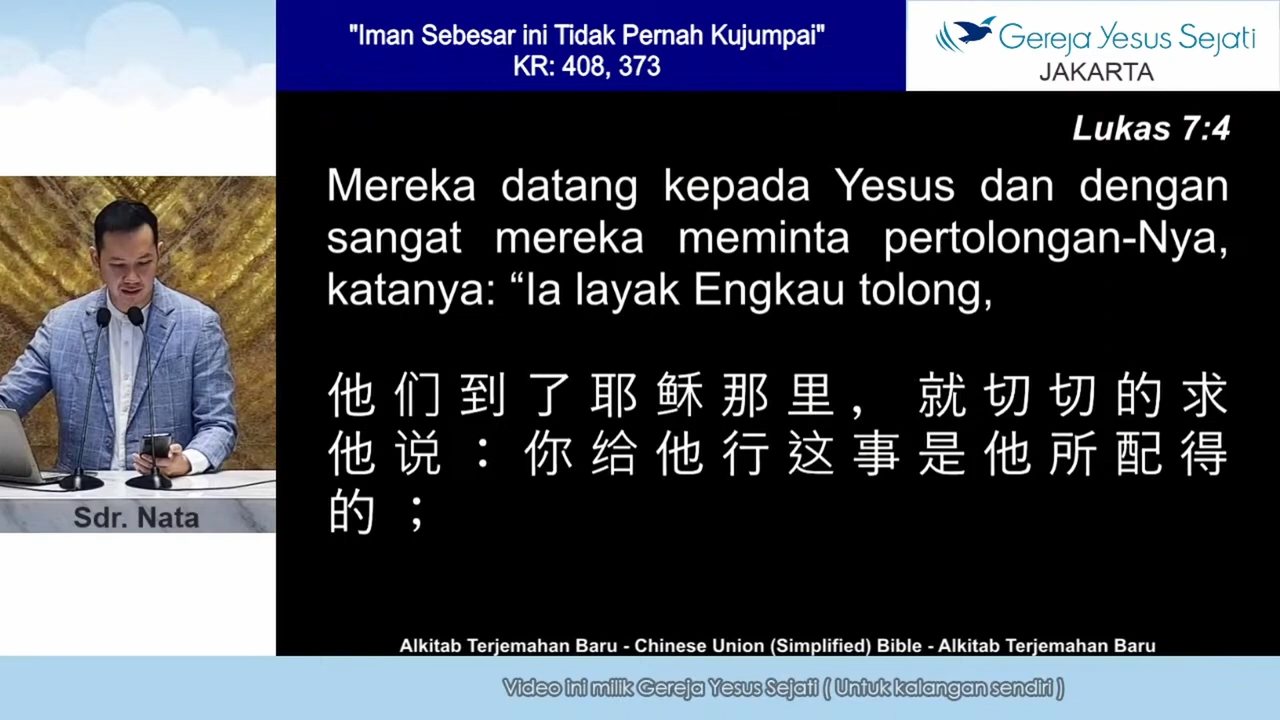 "Iman Sebesar ini Tidak Pernah Kujumpai"
KR: 408, 373
Gereja Yesus Sejati
JAKARTA
Lukas 7:4
Mereka datang kepada Yesus dan dengan
sangat mereka meminta pertolongan-Nya,
katanya: “Ia layak Engkau tolong,
他们到了耶稣那里，就切切的求
他说：你给他行这事是他所配得
的；
Sdr. Nata
Alkitab Terjemahan Baru - Chinese Union (Simplified) Bible - Alkitab Terjemahan Baru
Video ini milik Gereja Yesus Sejati ( Untuk kalangan sendiri )